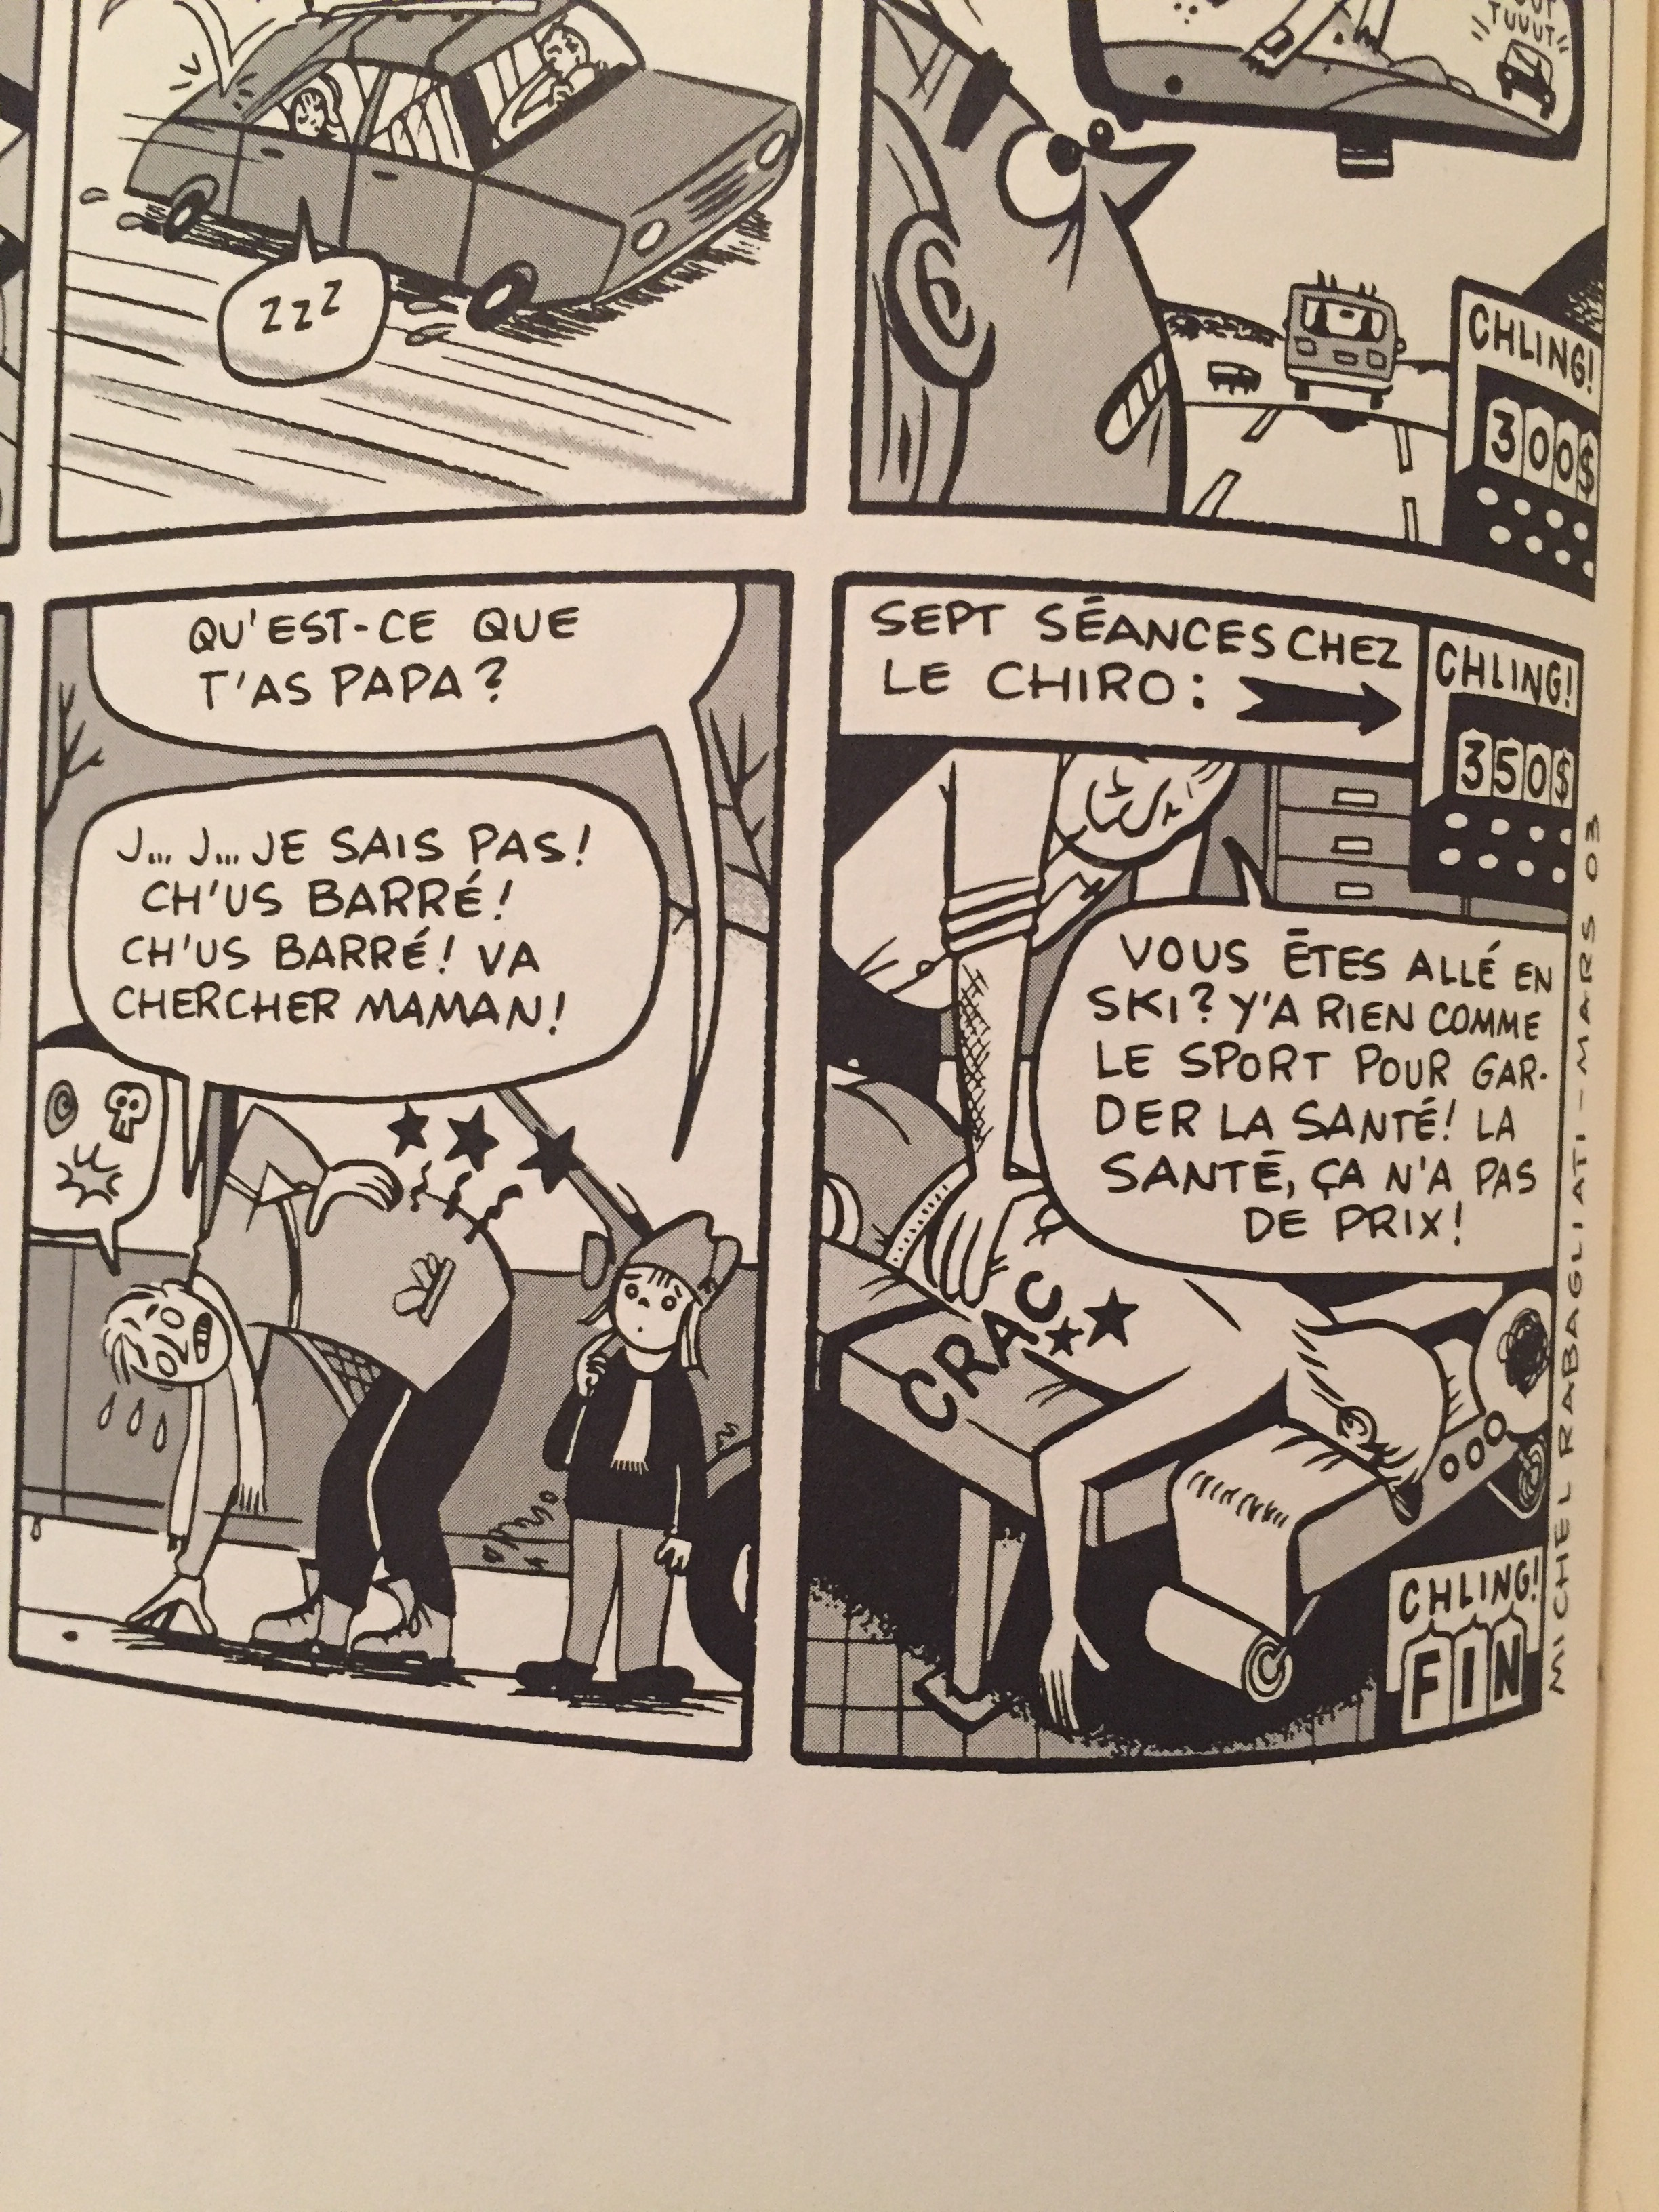 ZZZ
TUUUT
CHLING!
300$
QU'EST-CE QUE
T'AS PAPA?
J... J... JE SAIS PAS!
CH'US BARRÉ!
CH'US BARRÉ! VA
CHERCHER MAMAN!
SEPT SÉANCES CHEZ
LE CHIRO:
CHLING!
350$
VOUS ÊTES ALLÉ EN
SKI? Y'A RIEN COMME
LE SPORT POUR GAR-
DER LA SANTÉ! LA
SANTÉ, ÇA N'A PAS
DE PRIX!
CRAC
CHLING!
FIN
MICHEL RABAGLIATI - MARS 03